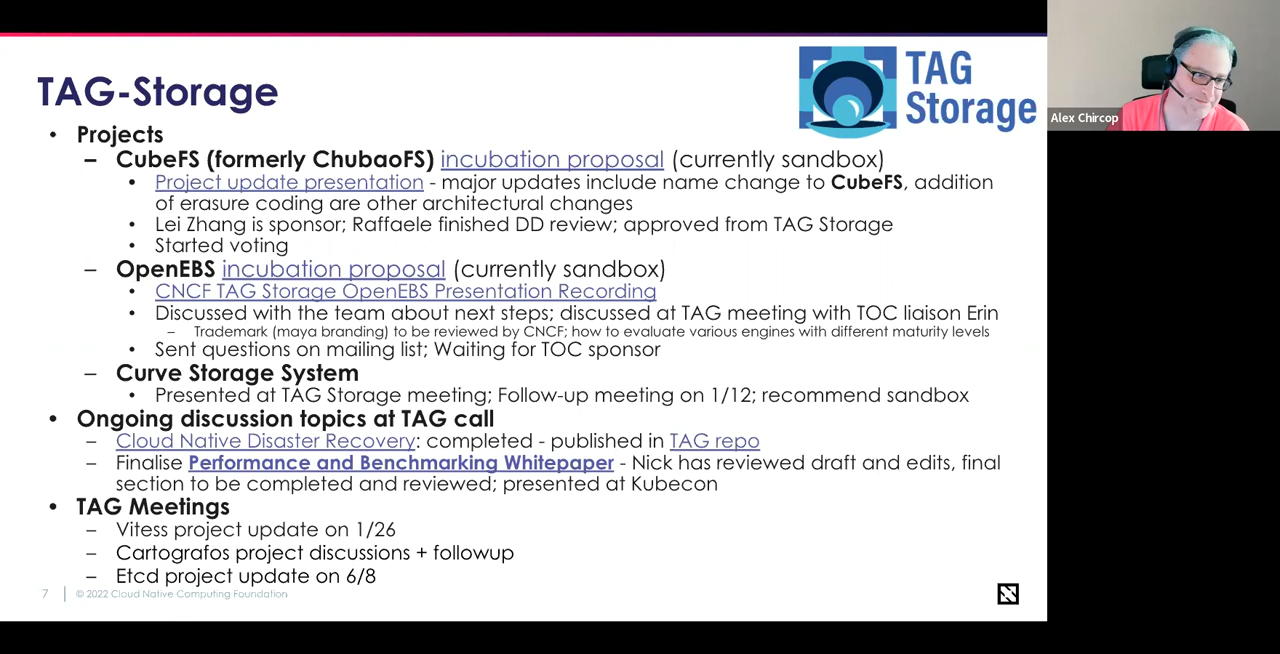 TAG-Storage
TAG
Storage
Alex Chircop
• Projects
– CubeFS (formerly ChubaoFS) incubation proposal (currently sandbox)
• Project update presentation - major updates include name change to CubeFS, addition
of erasure coding are other architectural changes
• Lei Zhang is sponsor; Raffaele finished DD review; approved from TAG Storage
• Started voting
– OpenEBS incubation proposal (currently sandbox)
• CNCF TAG Storage OpenEBS Presentation Recording
• Discussed with the team about next steps; discussed at TAG meeting with TOC liaison Erin
– Trademark (maya branding) to be reviewed by CNCF; how to evaluate various engines with different maturity levels
• Sent questions on mailing list; Waiting for TOC sponsor
– Curve Storage System
• Presented at TAG Storage meeting; Follow-up meeting on 1/12; recommend sandbox
• Ongoing discussion topics at TAG call
– Cloud Native Disaster Recovery: completed - published in TAG repo
– Finalise Performance and Benchmarking Whitepaper - Nick has reviewed draft and edits, final
section to be completed and reviewed; presented at Kubecon
• TAG Meetings
– Vitess project update on 1/26
– Cartografos project discussions + followup
– Etcd project update on 6/8
7 © 2022 Cloud Native Computing Foundation